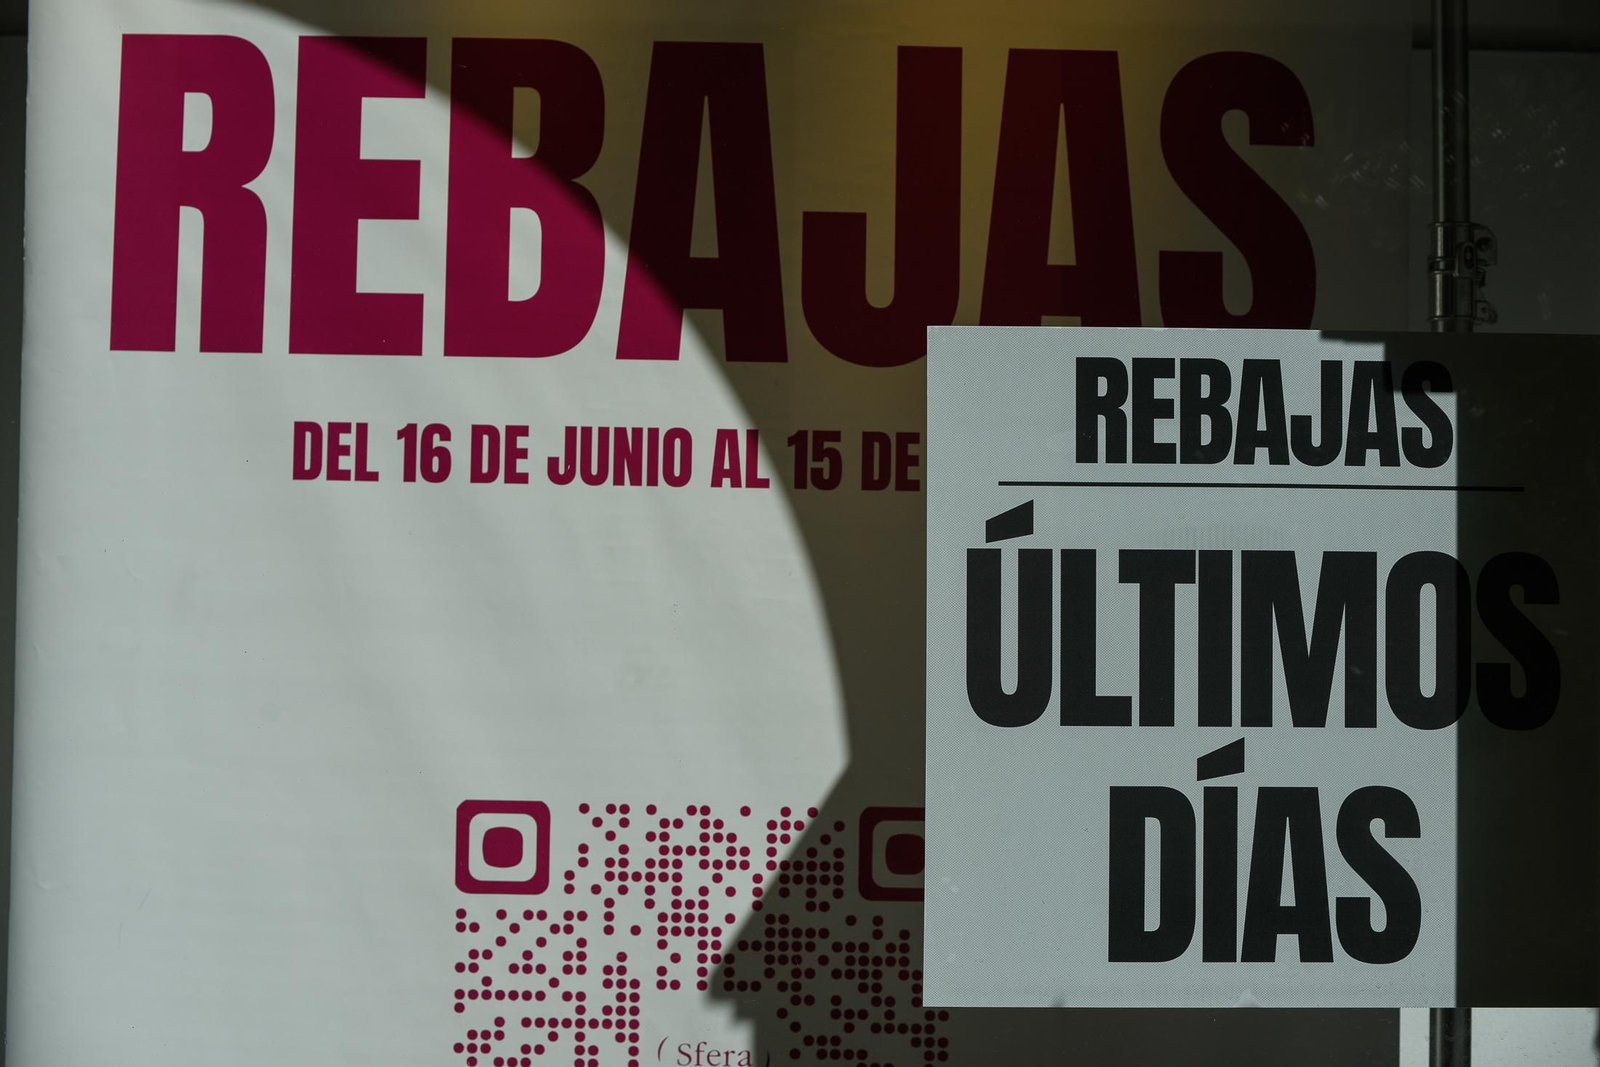 REBAJAS
DEL 16 DE JUNIO AL 15 DE
(Sfera)
REBAJAS
ÚLTIMOS
DÍAS